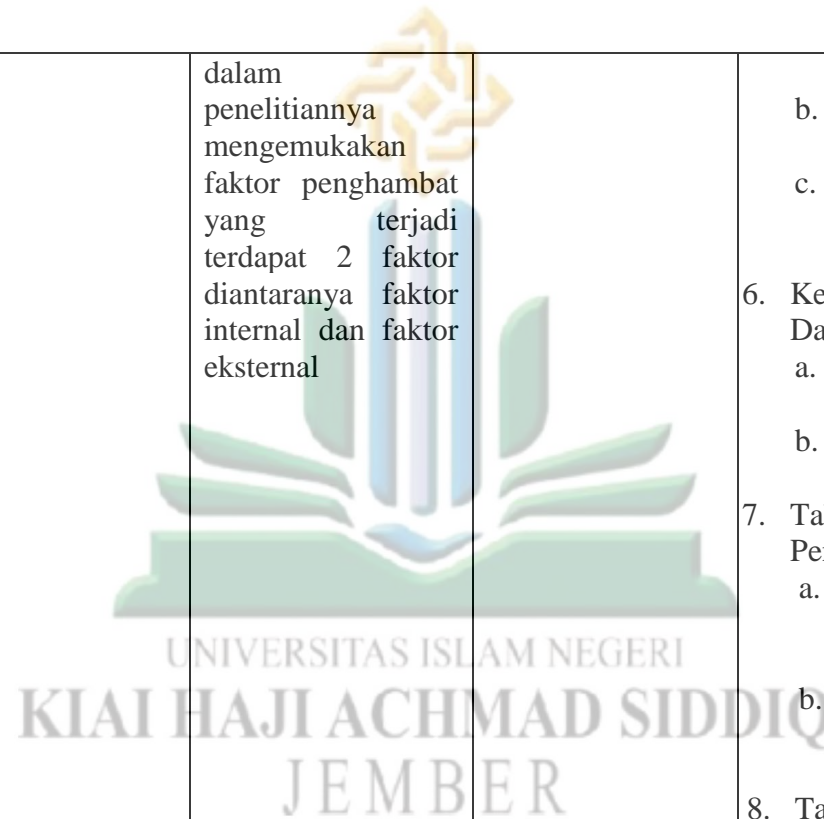 dalam
penelitiannya
mengemukakan
faktor penghambat
yang terjadi
terdapat 2 faktor
diantaranya faktor
internal dan faktor
eksternal
b.
c.
6. Ke
Da
a.
b.
7. Ta
Pe
a.
b.
8. Ta
UNIVERSITAS ISLAM NEGERI
KIAI HAJI ACHMAD SIDDIQ
JEMBER